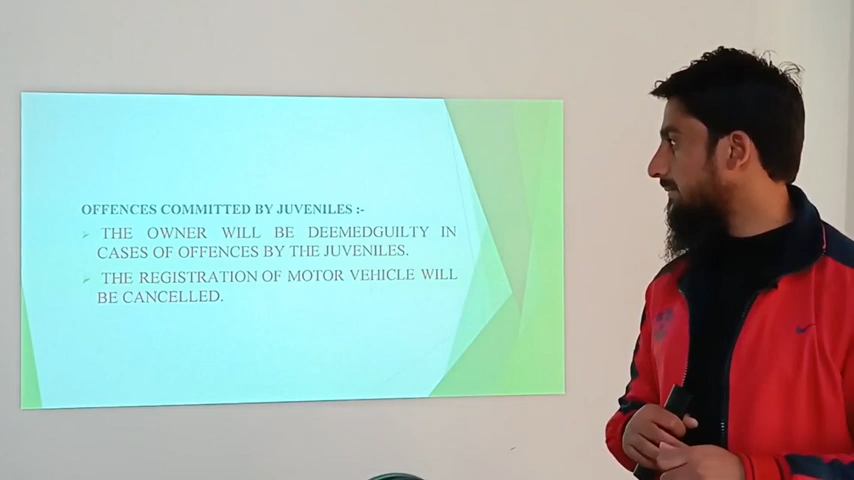 OFFENCES COMMITTED BY JUVENILES :-
THE OWNER WILL BE DEEMEDGUILTY IN
CASES OF OFFENCES BY THE JUVENILES.
THE REGISTRATION OF MOTOR VEHICLE WILL
BE CANCELLED.